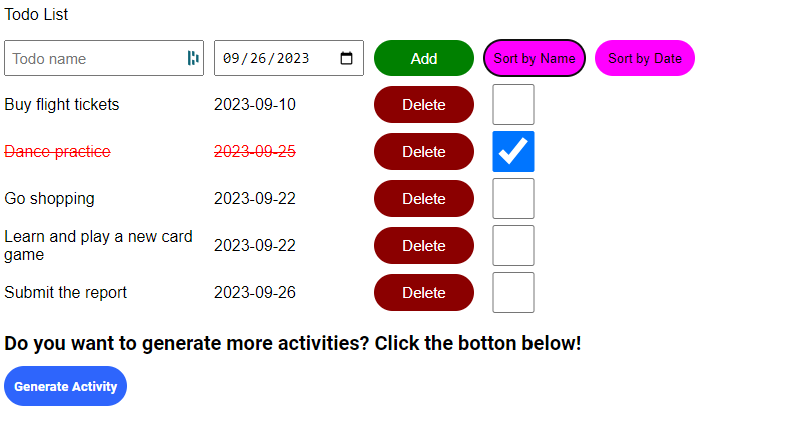 Todo List
Todo name 09/26/2023 Add Sort by Name Sort by Date
Buy flight tickets 2023-09-10 Delete
Dance practice 2023-09-25 Delete
Go shopping 2023-09-22 Delete
Learn and play a new card
game 2023-09-22 Delete
Submit the report 2023-09-26 Delete
Do you want to generate more activities? Click the botton below!
Generate Activity